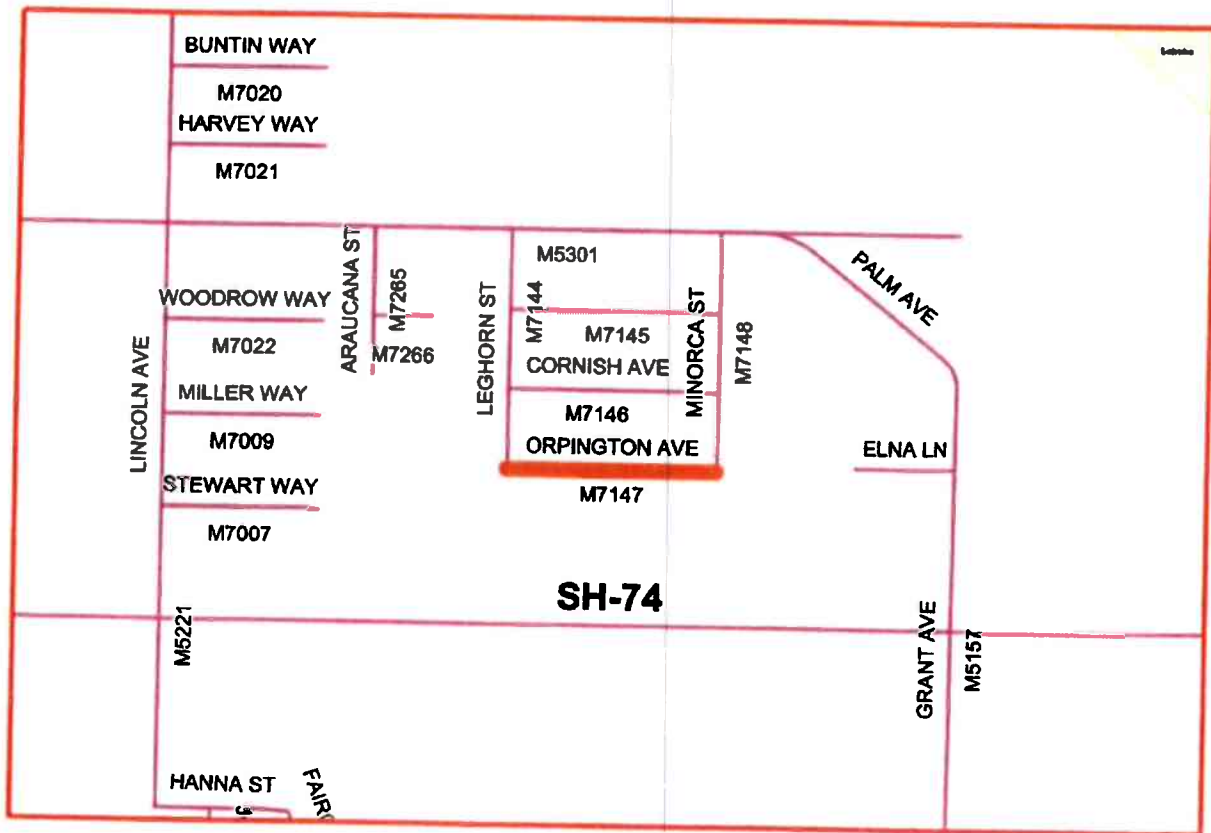 BUNTIN WAY
M7020
HARVEY WAY
M7021
M5301
PALM AVE
ARAUCANA ST
M7265
LEGHORN ST
M7144
WOODROW WAY
M7145
MINORCA ST
M7148
M7022
M7266
CORNISH AVE
LINCOLN AVE
MILLER WAY
M7146
M7009
ORPINGTON AVE
ELNA LN
STEWART WAY
M7147
M7007
SH-74
M5221
GRANT AVE
M5157
HANNA ST